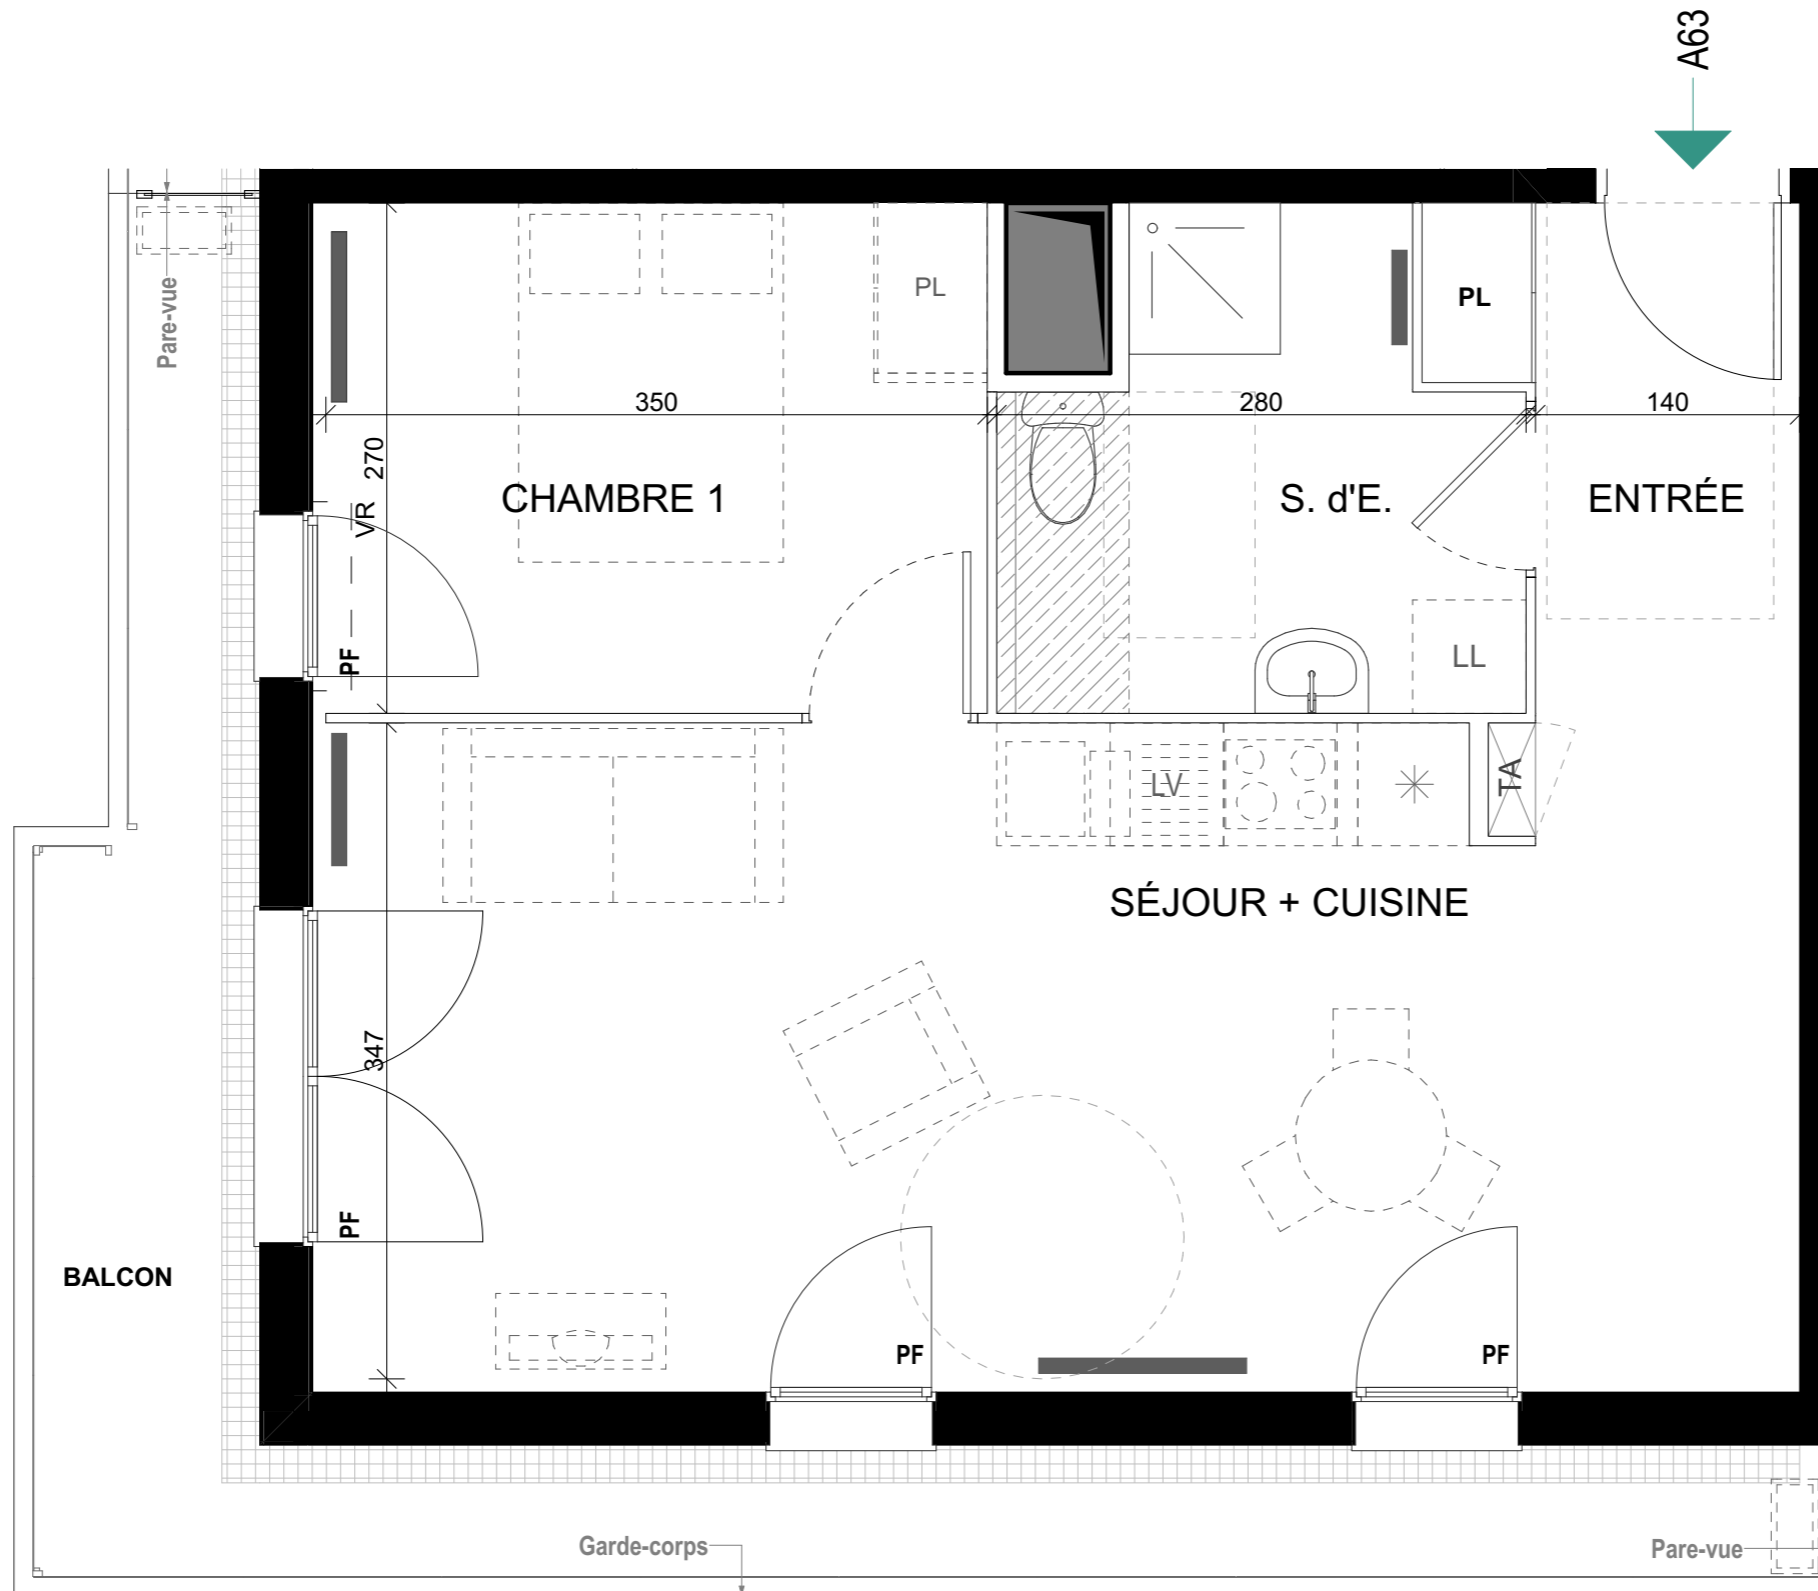 A63
Pare-vue
PL
PL
350
280
140
270
CHAMBRE 1
S. d'E.
ENTRÉE
VR
PF
LL
LV
TA
SÉJOUR + CUISINE
347
PF
BALCON
PF
PF
Garde-corps
Pare-vue